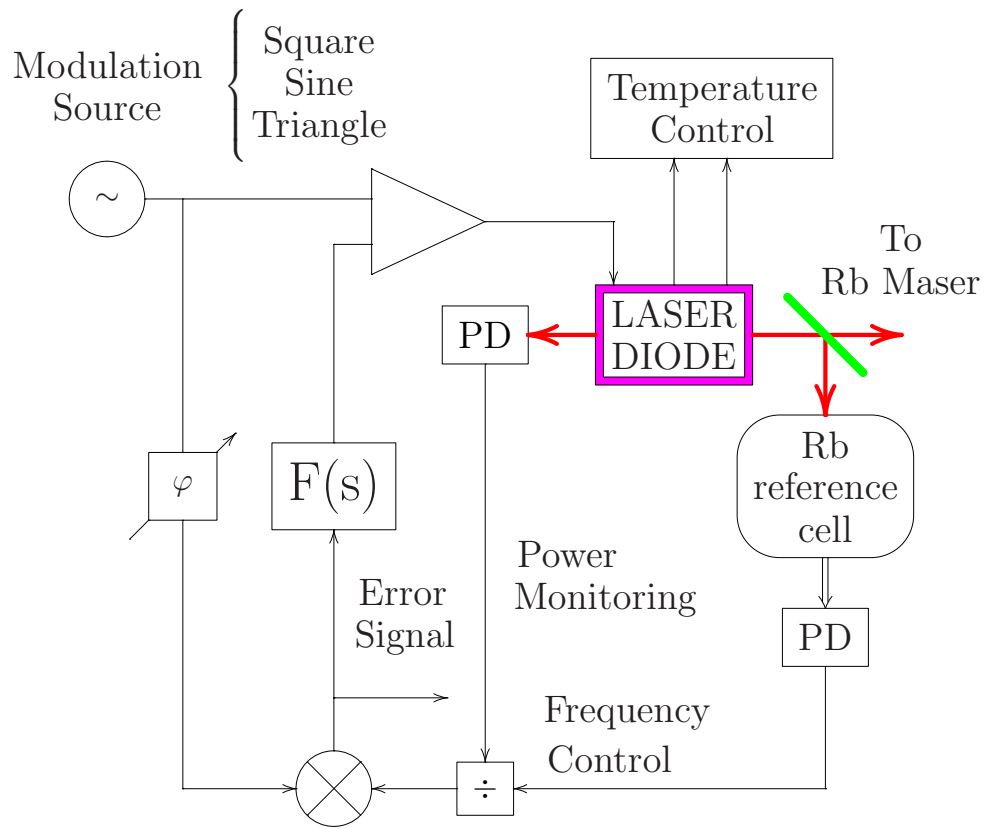 Modulation
Source
Square
Sine
Triangle
Temperature
Control
~
To
Rb Maser
LASER
DIODE
PD
Rb
reference
cell
φ
F(s)
Power
Monitoring
Error
Signal
PD
Frequency
Control
÷